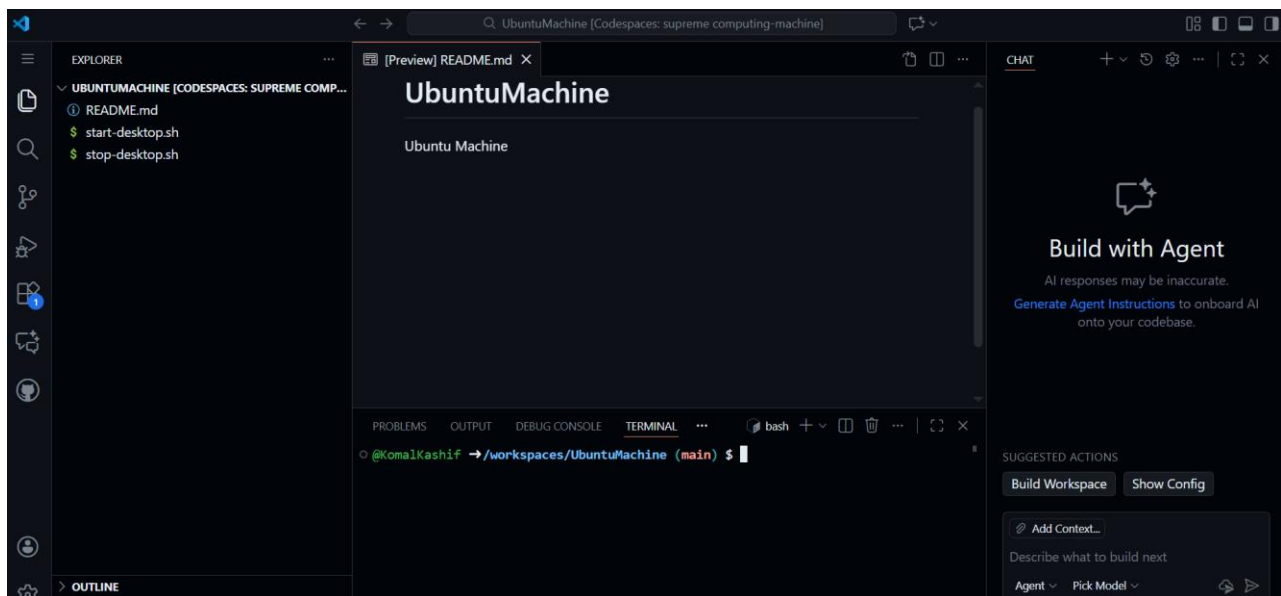 UbuntuMachine [Codespaces: supreme computing-machine]
EXPLORER
UBUNTUMACHINE [CODESPACES: SUPREME COMP...
README.md
$ start-desktop.sh
$ stop-desktop.sh
1
OUTLINE
[Preview] README.md
UbuntuMachine
Ubuntu Machine
PROBLEMS OUTPUT DEBUG CONSOLE TERMINAL ... bash
@KomalKashif →/workspaces/UbuntuMachine (main) $
CHAT
Build with Agent
AI responses may be inaccurate.
Generate Agent Instructions to onboard AI
onto your codebase.
SUGGESTED ACTIONS
Build Workspace Show Config
Add Context...
Describe what to build next
Agent Pick Model